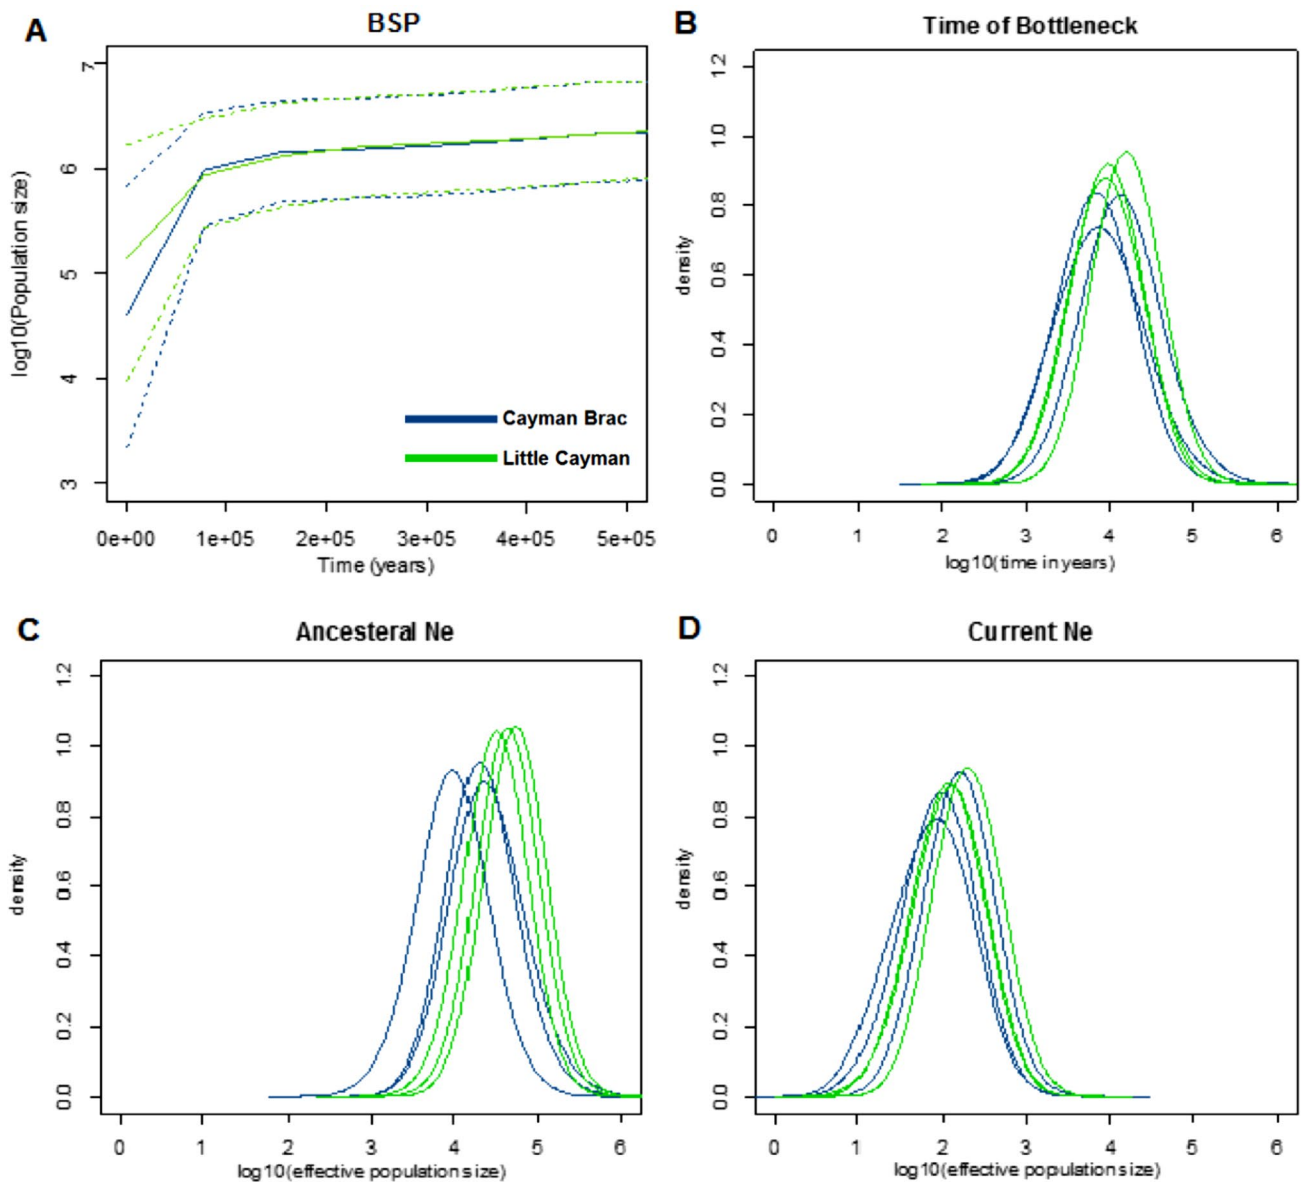 A
BSP
log10(Population size)
7
6
5
4
3
Cayman Brac
Little Cayman
0e+00 1e+05 2e+05 3e+05 4e+05 5e+05
Time (years)
B
Time of Bottleneck
density
1.2
1.0
0.8
0.6
0.4
0.2
0.0
0 1 2 3 4 5 6
log10(time in years)
C
Ancesteral Ne
density
1.2
1.0
0.8
0.6
0.4
0.2
0.0
0 1 2 3 4 5 6
log10(effective population size)
D
Current Ne
density
1.2
1.0
0.8
0.6
0.4
0.2
0.0
0 1 2 3 4 5 6
log10(effective population size)